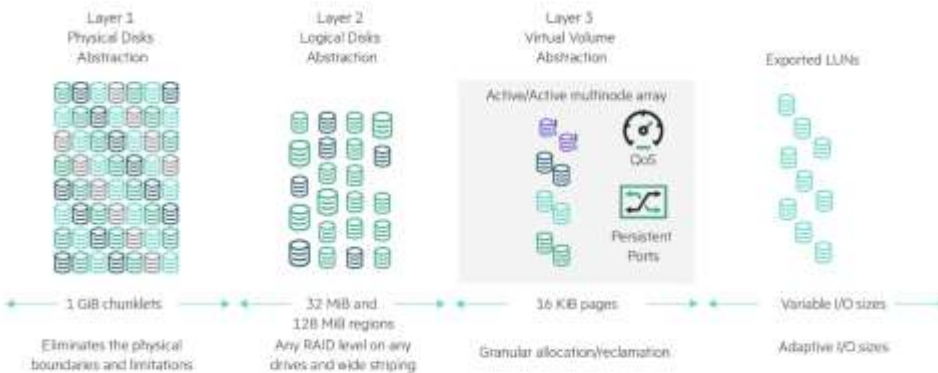 Layer 1
Physical Disks
Abstraction
Layer 2
Logical Disks
Abstraction
Layer 3
Virtual Volume
Abstraction
Exported LUNs
Active/Active multinode array
QoS
Persistent
Ports
1 GiB chunklets
32 MiB and
128 MiB regions
16 KiB pages
Variable I/O sizes
Eliminates the physical
boundaries and limitations
Any RAID level on any
drives and wide striping
Granular allocation/reclamation
Adaptive I/O sizes